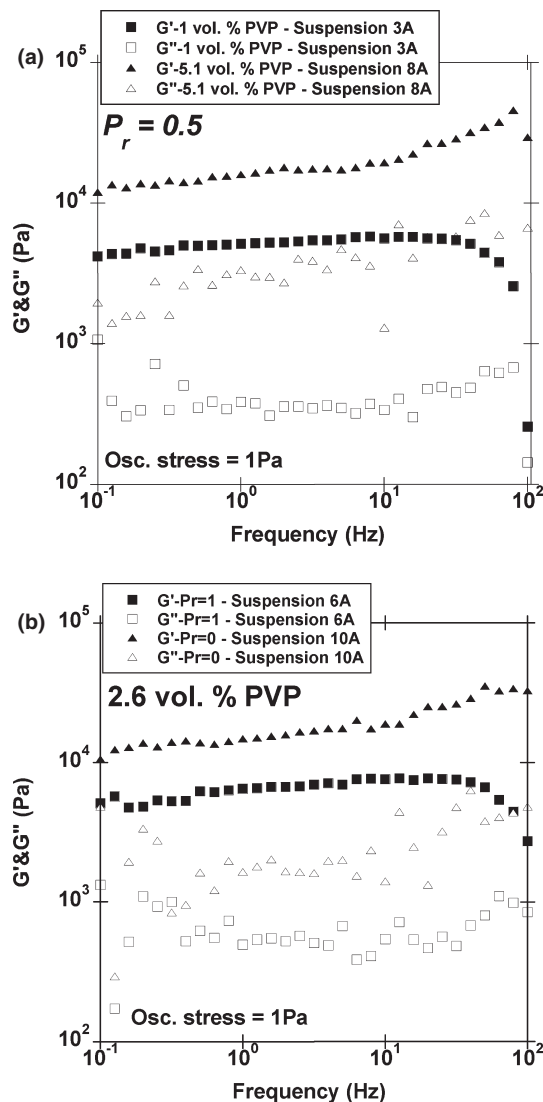 (a)
■ G'-1 vol. % PVP - Suspension 3A
□ G''-1 vol. % PVP - Suspension 3A
▲ G'-5.1 vol. % PVP - Suspension 8A
△ G''-5.1 vol. % PVP - Suspension 8A
P_r = 0.5
10^5
10^4
10^3
10^2
G'&G" (Pa)
Osc. stress = 1Pa
10^-1 10^0 10^1 10^2
Frequency (Hz)
(b)
■ G'-Pr=1 - Suspension 6A
□ G''-Pr=1 - Suspension 6A
▲ G'-Pr=0 - Suspension 10A
△ G''-Pr=0 - Suspension 10A
2.6 vol. % PVP
10^5
10^4
10^3
10^2
G'&G" (Pa)
Osc. stress = 1Pa
10^-1 10^0 10^1 10^2
Frequency (Hz)